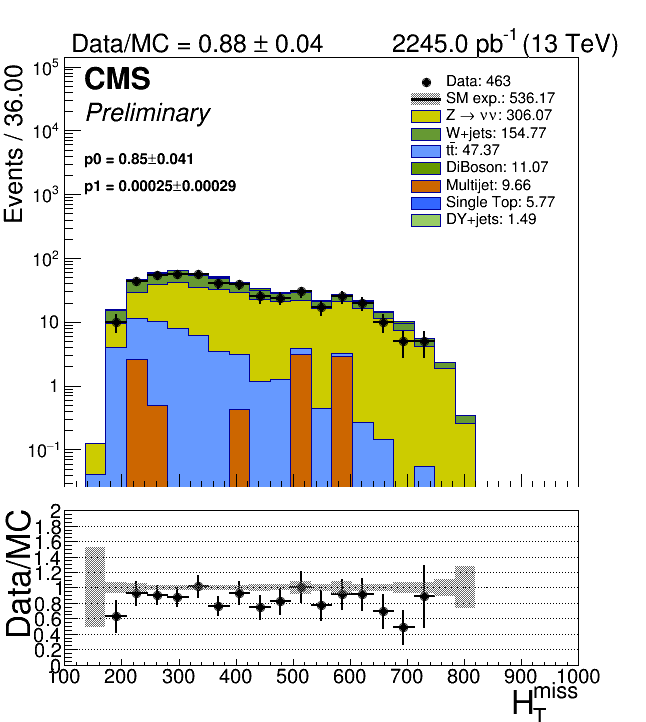 Data/MC = 0.88 ± 0.04 2245.0 pb⁻¹ (13 TeV)
Events / 36.00
CMS
Preliminary
p0 = 0.85±0.041
p1 = 0.00025±0.00029
Data: 463
SM exp.: 536.17
Z → νν: 306.07
W+jets: 154.77
tt̄: 47.37
DiBoson: 11.07
Multijet: 9.66
Single Top: 5.77
DY+jets: 1.49
10⁵
10⁴
10³
10²
10
1
10⁻¹
Data/MC
2
1.8
1.6
1.4
1.2
1
0.8
0.6
0.4
0.2
0
100 200 300 400 500 600 700 800 900 1000
H_T^miss